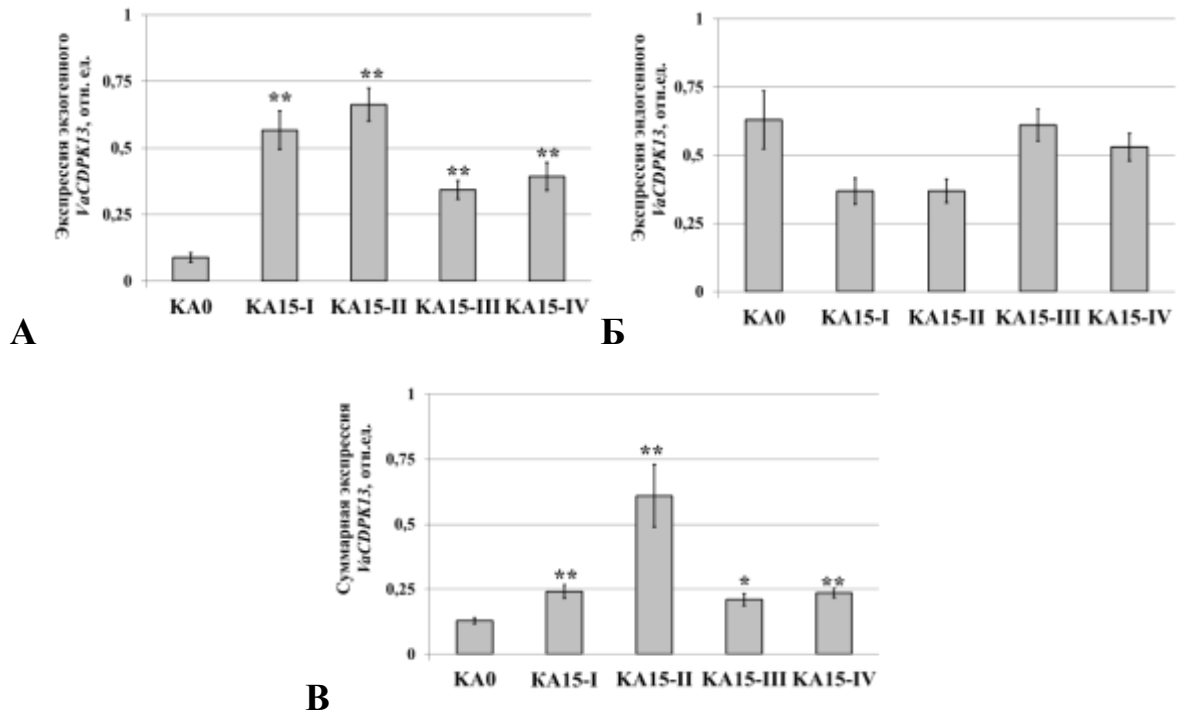 Экспрессия экзогенного
VaCDPK13, отн. ед.
1
0,75
0,5
0,25
0
**
**
**
**
KA0 KA15-I KA15-II KA15-III KA15-IV
А
Экспрессия эндогенного
VaCDPK13, отн.ед.
1
0,75
0,5
0,25
0
KA0 KA15-I KA15-II KA15-III KA15-IV
Б
Суммарная экспрессия
VaCDPK13, отн.ед.
1
0,75
0,5
0,25
0
**
**
*
**
KA0 KA15-I KA15-II KA15-III KA15-IV
В